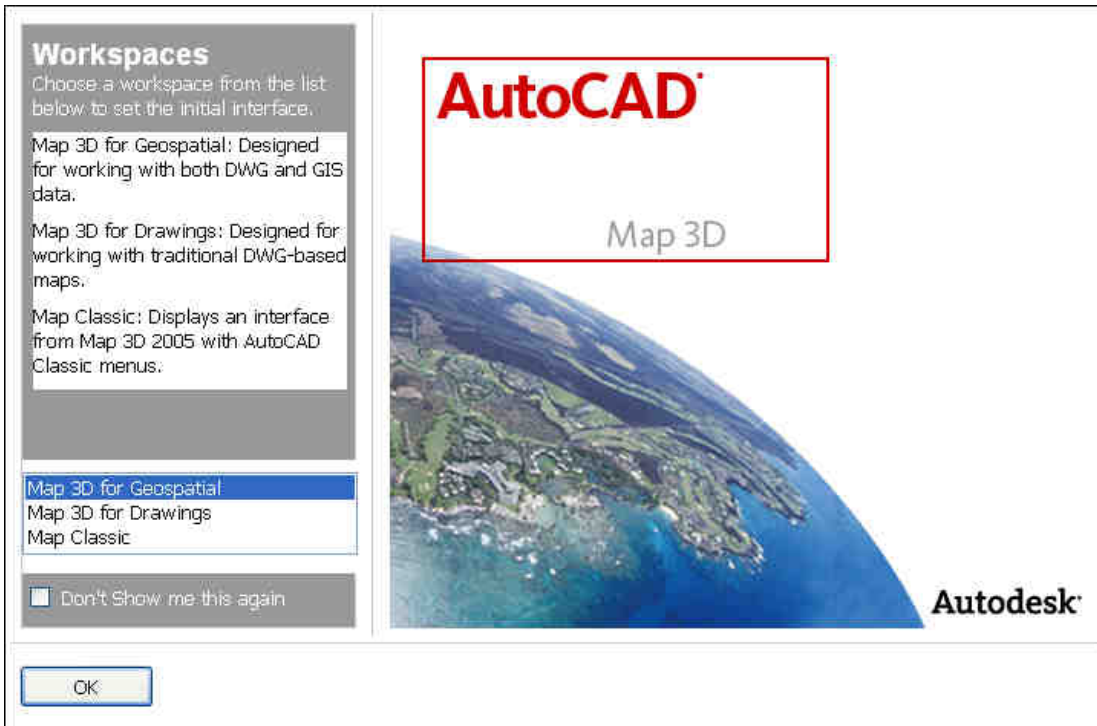 Workspaces
Choose a workspace from the list
below to set the initial interface.
Map 3D for Geospatial: Designed
for working with both DWG and GIS
data.
Map 3D for Drawings: Designed for
working with traditional DWG-based
maps.
Map Classic: Displays an interface
from Map 3D 2005 with AutoCAD
Classic menus.
Map 3D for Geospatial
Map 3D for Drawings
Map Classic
Don't Show me this again
OK
AutoCAD
Map 3D
Autodesk